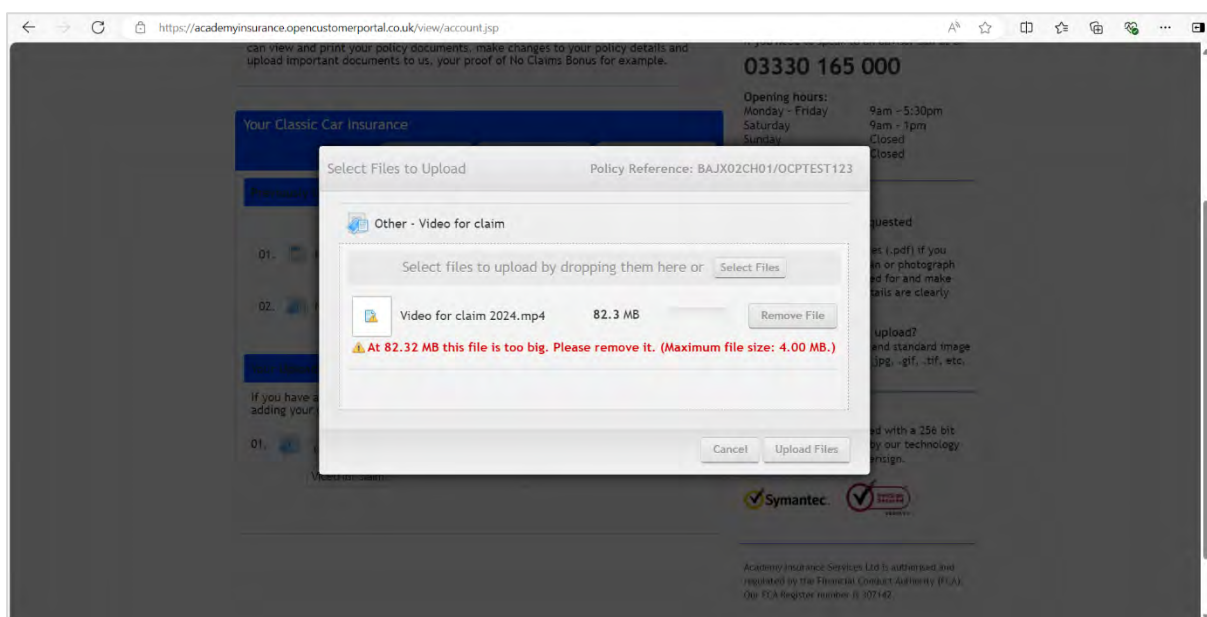 https://academyinsurance.opencustomerportal.co.uk/view/account.jsp
can view and print your policy documents, make changes to your policy details and
upload important documents to us, your proof of No Claims Bonus for example.
03330 165 000
Opening hours:
Monday - Friday 9am - 5:30pm
Saturday 9am - 1pm
Sunday Closed
Closed
Your Classic Car Insurance
Select Files to Upload Policy Reference: BAJX02CH01/OCPTEST123
Other - Video for claim
Select files to upload by dropping them here or Select Files
Video for claim 2024.mp4 82.3 MB Remove File
At 82.32 MB this file is too big. Please remove it. (Maximum file size: 4.00 MB.)
Cancel Upload Files
01.
02.
If you have a
adding your
01.
Video for claim
quested
es (.pdf) if you
an or photograph
ed for and make
tails are clearly
upload?
and standard image
.jpg, .gif, .tif, etc.
ed with a 256 bit
by our technology
Symantec.
Academy Insurance Services Ltd is authorised and
regulated by the Financial Conduct Authority (FCA).
Our FCA Register number is 307142.